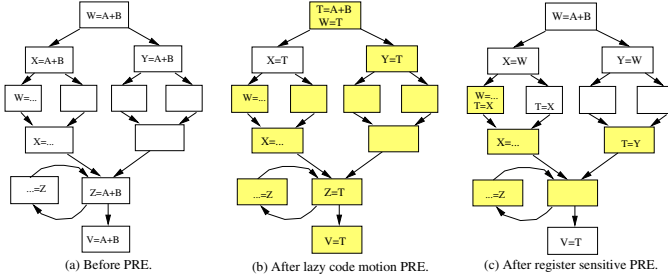 W=A+B
X=A+B
Y=A+B
W=...
X=...
...=Z
Z=A+B
V=A+B
(a) Before PRE.
T=A+B
W=T
X=T
Y=T
W=...
X=...
...=Z
Z=T
V=T
(b) After lazy code motion PRE.
W=A+B
X=W
Y=W
W=...
T=X
T=X
X=...
T=Y
...=Z
V=T
(c) After register sensitive PRE.